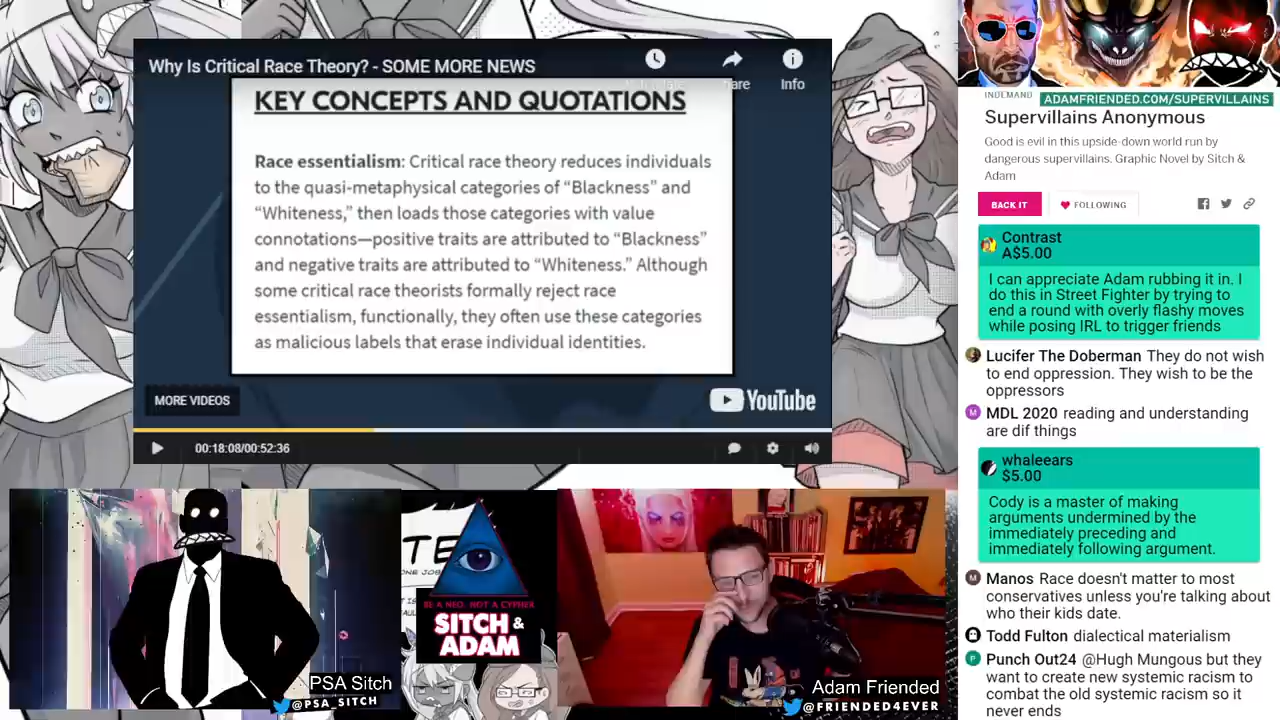 Why Is Critical Race Theory? - SOME MORE NEWS
Info
KEY CONCEPTS AND QUOTATIONS
Race essentialism: Critical race theory reduces individuals
to the quasi-metaphysical categories of “Blackness” and
“Whiteness,” then loads those categories with value
connotations—positive traits are attributed to “Blackness”
and negative traits are attributed to “Whiteness.” Although
some critical race theorists formally reject race
essentialism, functionally, they often use these categories
as malicious labels that erase individual identities.
MORE VIDEOS
YouTube
00:18:08/00:52:36
BE A NEO, NOT A CYPHER
SITCH &
ADAM
PSA Sitch
@PSA_SITCH
Adam Friended
@FRIENDED4EVER
INDEMAND
ADAMFRIENDED.COM/SUPERVILLAINS
Supervillains Anonymous
Good is evil in this upside-down world run by
dangerous supervillains. Graphic Novel by Sitch &
Adam
BACK IT
FOLLOWING
Contrast
A$5.00
I can appreciate Adam rubbing it in. I
do this in Street Fighter by trying to
end a round with overly flashy moves
while posing IRL to trigger friends
Lucifer The Doberman They do not wish
to end oppression. They wish to be the
oppressors
MDL 2020 reading and understanding
are dif things
whaleears
$5.00
Cody is a master of making
arguments undermined by the
immediately preceding and
immediately following argument.
Manos Race doesn't matter to most
conservatives unless you're talking about
who their kids date.
Todd Fulton dialectical materialism
Punch Out24 @Hugh Mungous but they
want to create new systemic racism to
combat the old systemic racism so it
never ends